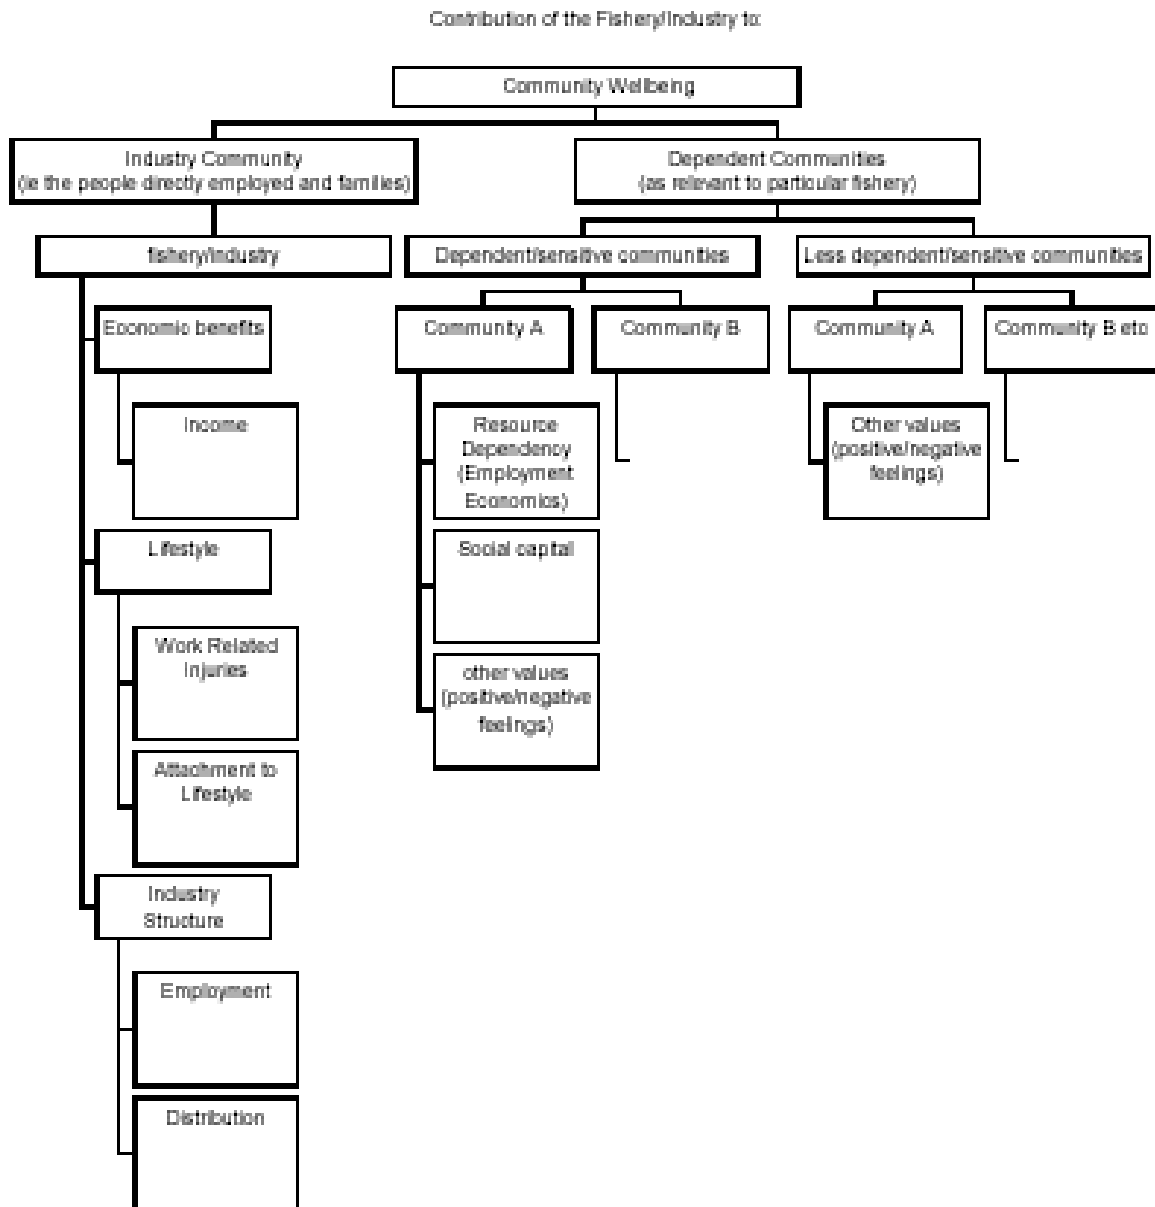 Contribution of the Fishery/Industry to:
Community Wellbeing
Industry Community
(ie the people directly employed and families)
Dependent Communities
(as relevant to particular fishery)
fishery/industry
Dependent/sensitive communities
Less dependent/sensitive communities
Economic benefits
Community A
Community B
Community A
Community B etc
Income
Resource
Dependency
(Employment
Economics)
Other values
(positive/negative
feelings)
Lifestyle
Social capital
Work Related
Injuries
other values
(positive/negative
feelings)
Attachment to
Lifestyle
Industry
Structure
Employment
Distribution